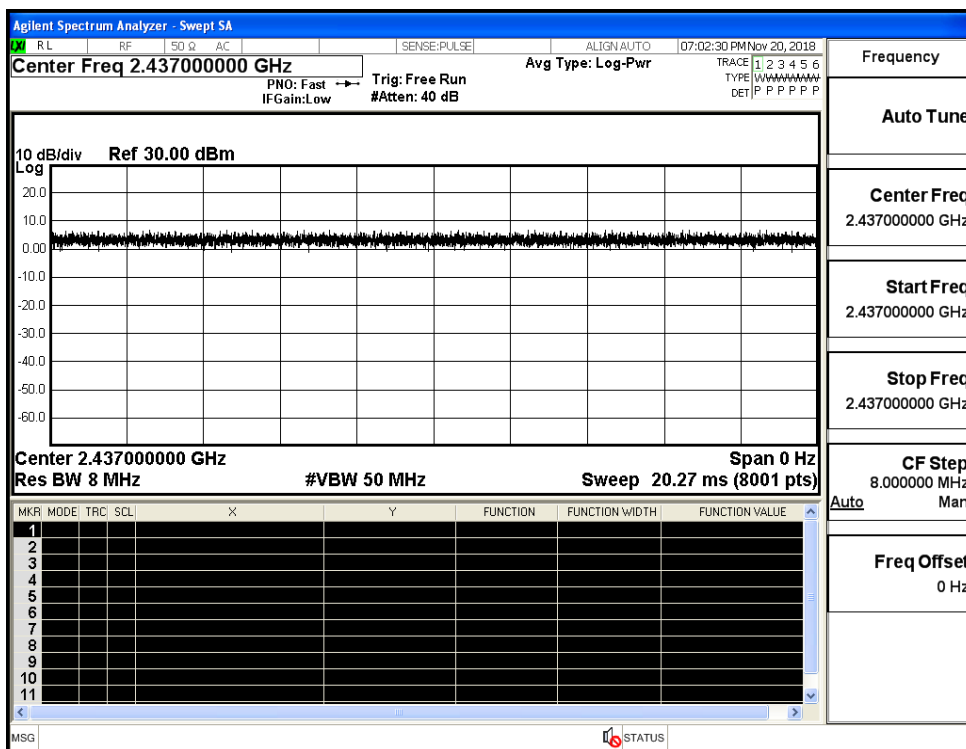 Agilent Spectrum Analyzer - Swept SA
LXI RL RF 50 Ω AC SENSE:PULSE ALIGN AUTO 07:02:30 PM Nov 20, 2018
Center Freq 2.437000000 GHz
PNO: Fast
IFGain:Low
Trig: Free Run
#Atten: 40 dB
Avg Type: Log-Pwr
TRACE 1 2 3 4 5 6
TYPE WWWWWW
DET P P P P P P
10 dB/div Ref 30.00 dBm
Log
20.0
10.0
0.00
-10.0
-20.0
-30.0
-40.0
-50.0
-60.0
Center 2.437000000 GHz Span 0 Hz
Res BW 8 MHz #VBW 50 MHz Sweep 20.27 ms (8001 pts)
MKR MODE TRC SCL X Y FUNCTION FUNCTION WIDTH FUNCTION VALUE
1
2
3
4
5
6
7
8
9
10
11
MSG STATUS
Frequency
Auto Tune
Center Freq
2.437000000 GHz
Start Freq
2.437000000 GHz
Stop Freq
2.437000000 GHz
CF Step
8.000000 MHz
Auto Man
Freq Offset
0 Hz